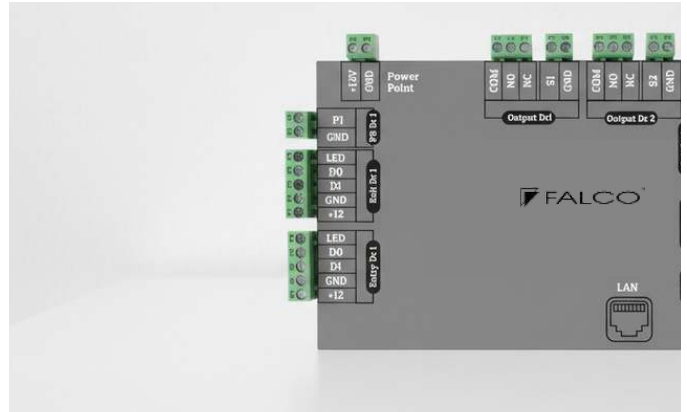 +12V
GND
Power
Point
COM
NO
NC
S1
GND
Output Dr1
COM
NO
NC
S2
GND
Output Dr 2
P1
GND
PB Dr 1
LED
D0
D1
GND
+12
Exit Dr 1
LED
D0
D1
GND
+12
Entry Dr 1
FALCO
LAN